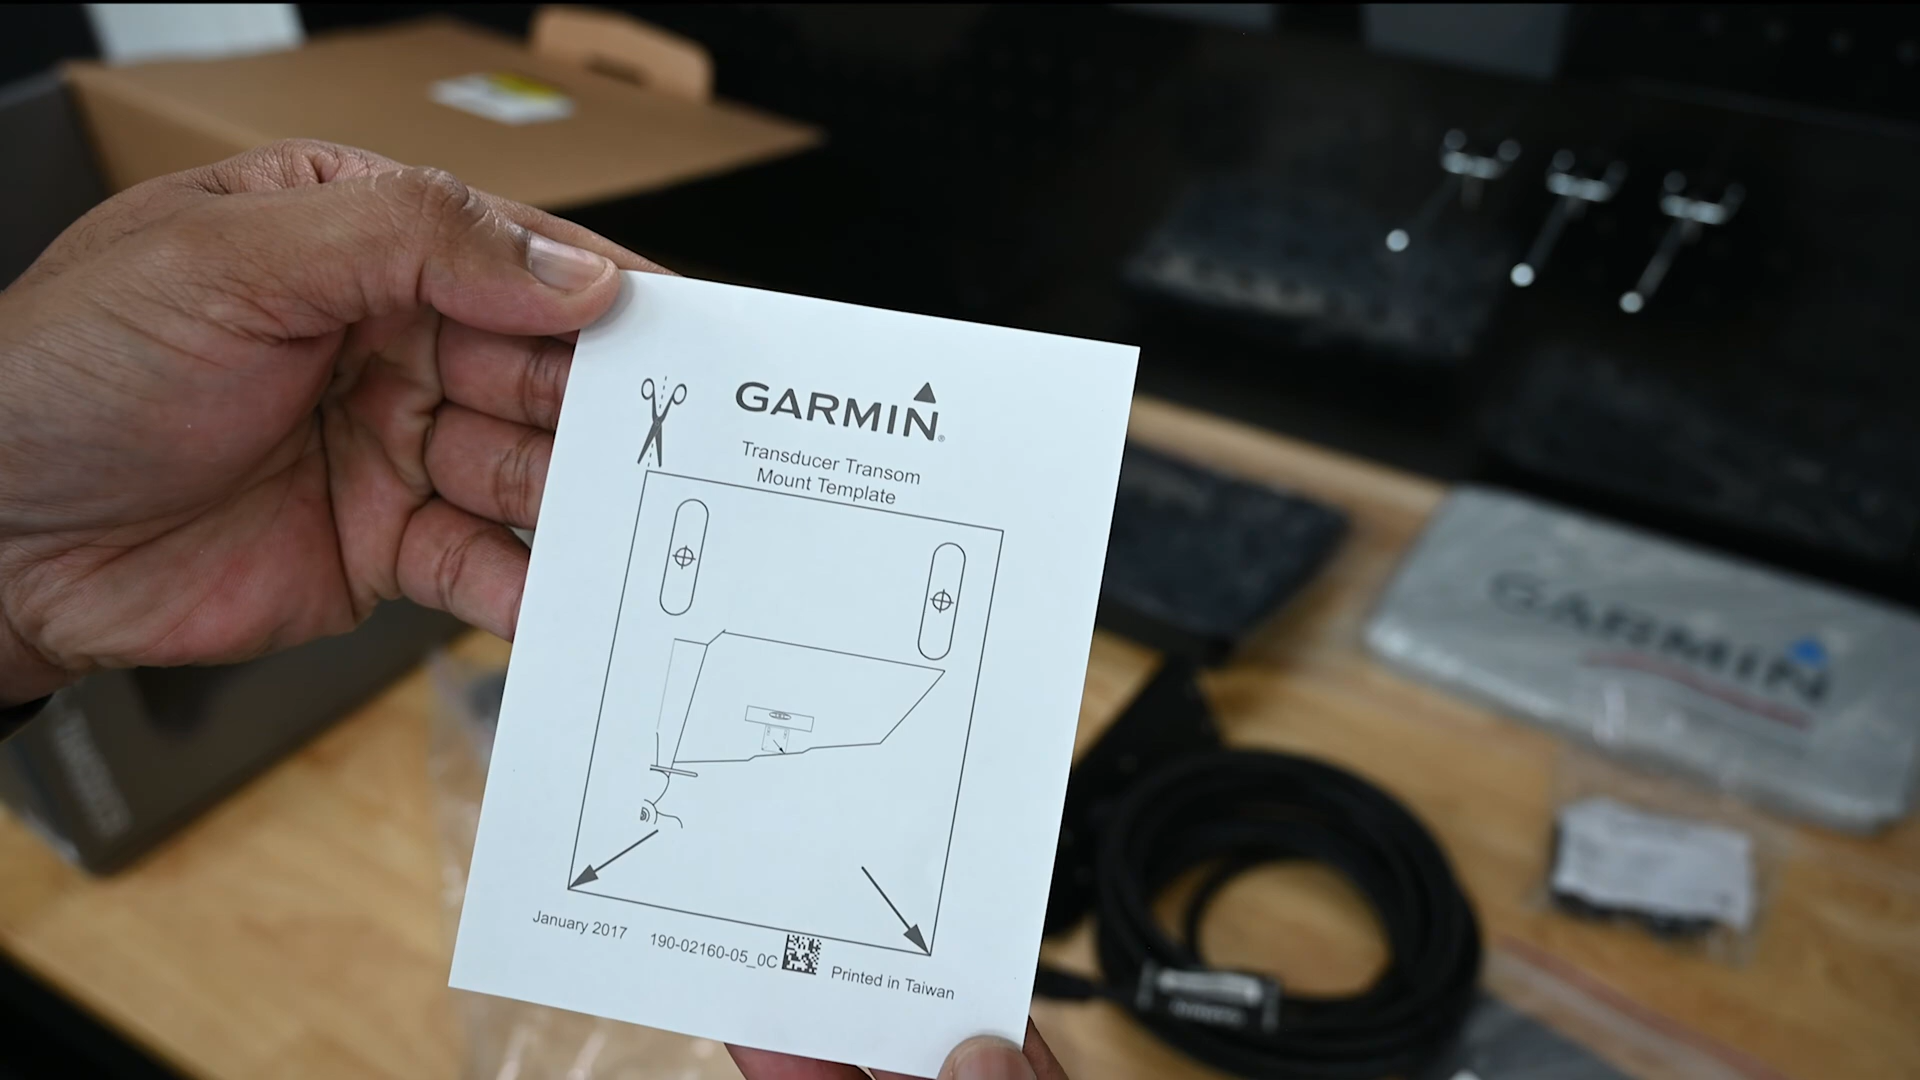 GARMIN®
Transducer Transom
Mount Template
January 2017
190-02160-05_0C
Printed in Taiwan
GARMIN